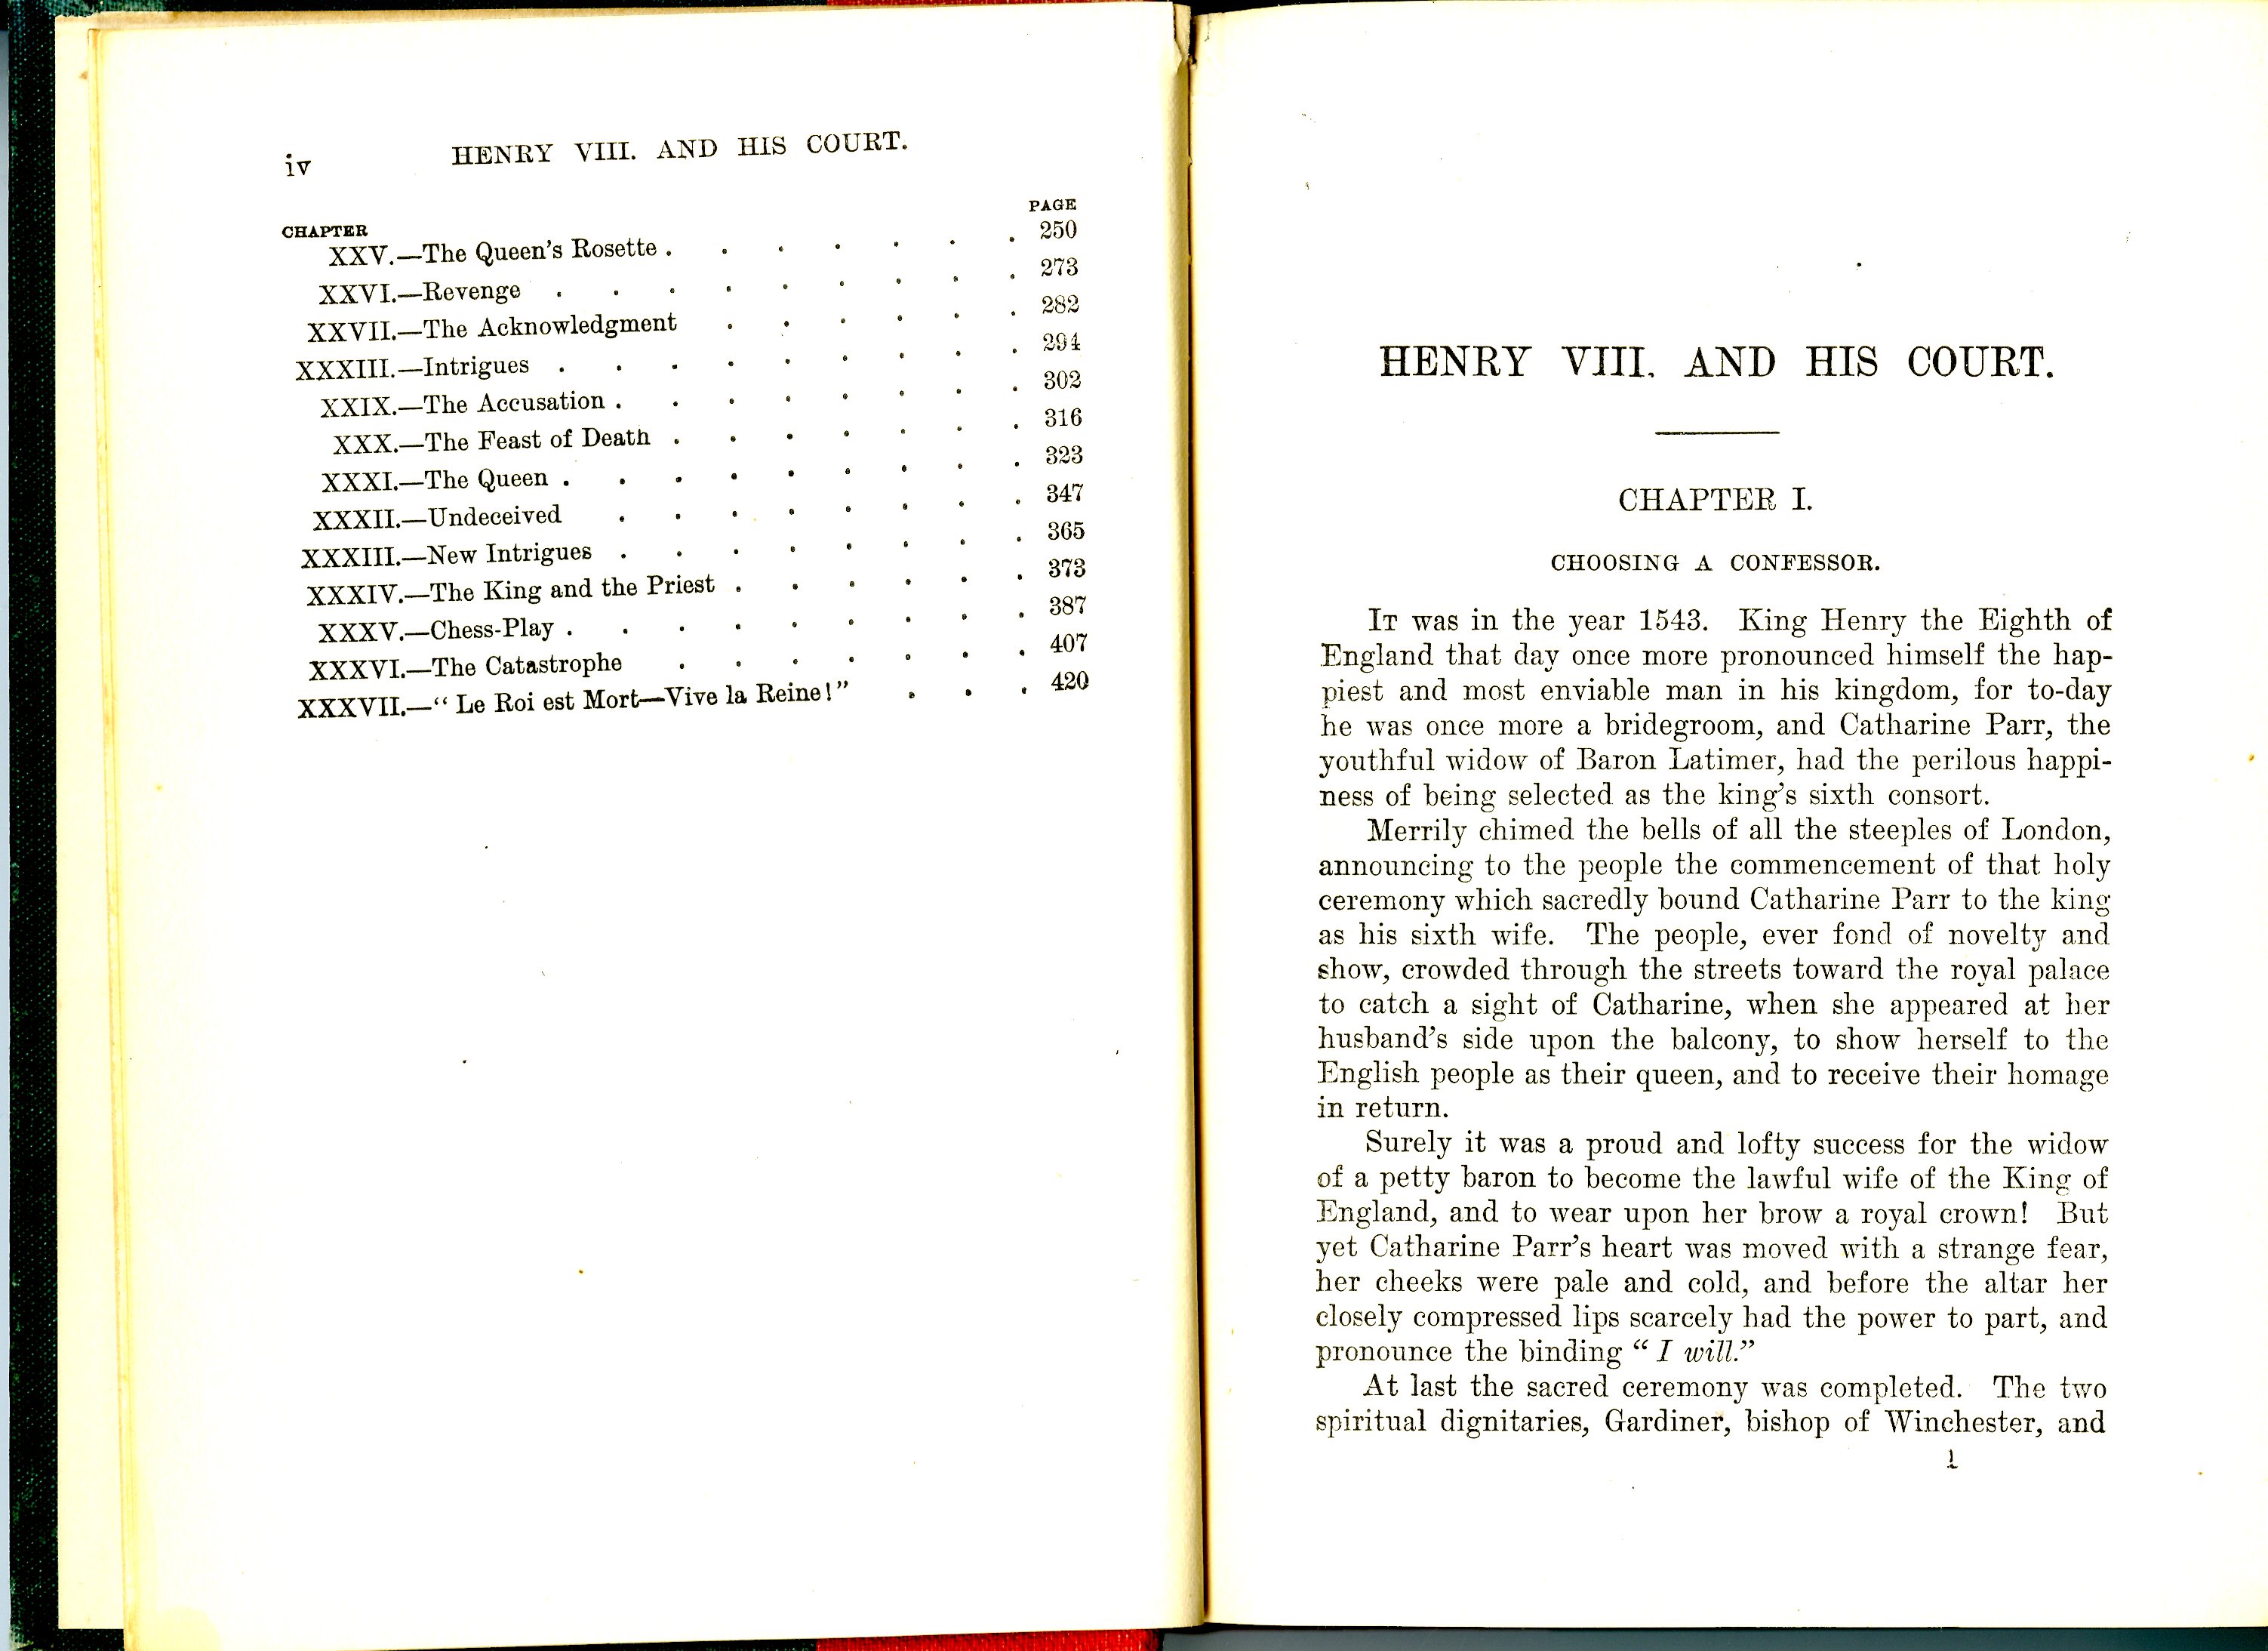 iv HENRY VIII. AND HIS COURT.
CHAPTER PAGE
XXV.—The Queen's Rosette . . . . . . . 250
XXVI.—Revenge . . . . . . . . . 273
XXVII.—The Acknowledgment . . . . . . 282
XXXIII.—Intrigues . . . . . . . . . 294
XXIX.—The Accusation . . . . . . . . 302
XXX.—The Feast of Death . . . . . . . 316
XXXI.—The Queen . . . . . . . . . 323
XXXII.—Undeceived . . . . . . . . 347
XXXIII.—New Intrigues . . . . . . . . 365
XXXIV.—The King and the Priest . . . . . . 373
XXXV.—Chess-Play . . . . . . . . . 387
XXXVI.—The Catastrophe . . . . . . . 407
XXXVII.—“ Le Roi est Mort—Vive la Reine!” . . . 420
HENRY VIII. AND HIS COURT.
CHAPTER I.
CHOOSING A CONFESSOR.
IT was in the year 1543. King Henry the Eighth of
England that day once more pronounced himself the hap-
piest and most enviable man in his kingdom, for to-day
he was once more a bridegroom, and Catharine Parr, the
youthful widow of Baron Latimer, had the perilous happi-
ness of being selected as the king's sixth consort.
Merrily chimed the bells of all the steeples of London,
announcing to the people the commencement of that holy
ceremony which sacredly bound Catharine Parr to the king
as his sixth wife. The people, ever fond of novelty and
show, crowded through the streets toward the royal palace
to catch a sight of Catharine, when she appeared at her
husband's side upon the balcony, to show herself to the
English people as their queen, and to receive their homage
in return.
Surely it was a proud and lofty success for the widow
of a petty baron to become the lawful wife of the King of
England, and to wear upon her brow a royal crown! But
yet Catharine Parr's heart was moved with a strange fear,
her cheeks were pale and cold, and before the altar her
closely compressed lips scarcely had the power to part, and
pronounce the binding “ I will.”
At last the sacred ceremony was completed. The two
spiritual dignitaries, Gardiner, bishop of Winchester, and
1